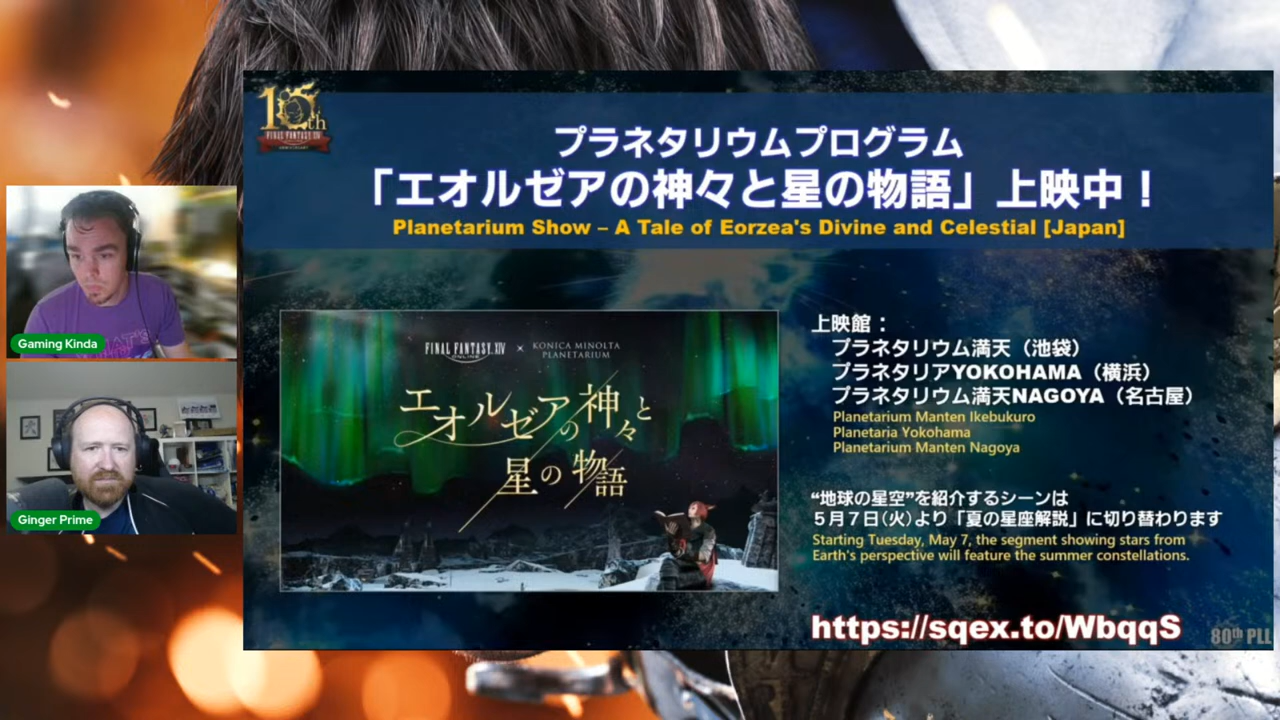 10th
FINAL FANTASY XIV
ANNIVERSARY
プラネタリウムプログラム
「エオルゼアの神々と星の物語」上映中！
Planetarium Show – A Tale of Eorzea's Divine and Celestial [Japan]
Gaming Kinda
Ginger Prime
FINAL FANTASY XIV
ONLINE
×
KONICA MINOLTA
PLANETARIUM
エオルゼアの神々と
星の物語
上映館：
プラネタリウム満天（池袋）
プラネタリアYOKOHAMA（横浜）
プラネタリウム満天NAGOYA（名古屋）
Planetarium Manten Ikebukuro
Planetaria Yokohama
Planetarium Manten Nagoya
“地球の星空”を紹介するシーンは
５月７日（火）より「夏の星座解説」に切り替わります
Starting Tuesday, May 7, the segment showing stars from
Earth's perspective will feature the summer constellations.
https://sqex.to/WbqqS
80th PLL